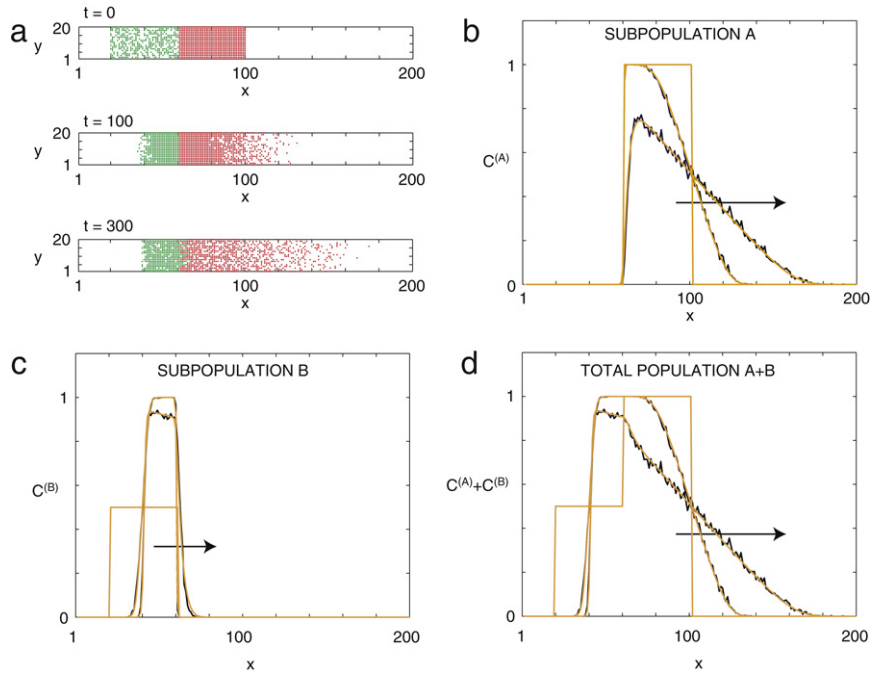 a
t = 0
20
y
1
1 100 200
x
t = 100
20
y
1
1 100 200
x
t = 300
20
y
1
1 100 200
x
b
SUBPOPULATION A
1
C(A)
0
1 100 200
x
c
SUBPOPULATION B
1
C(B)
0
1 100 200
x
d
TOTAL POPULATION A+B
1
C(A)+C(B)
0
1 100 200
x